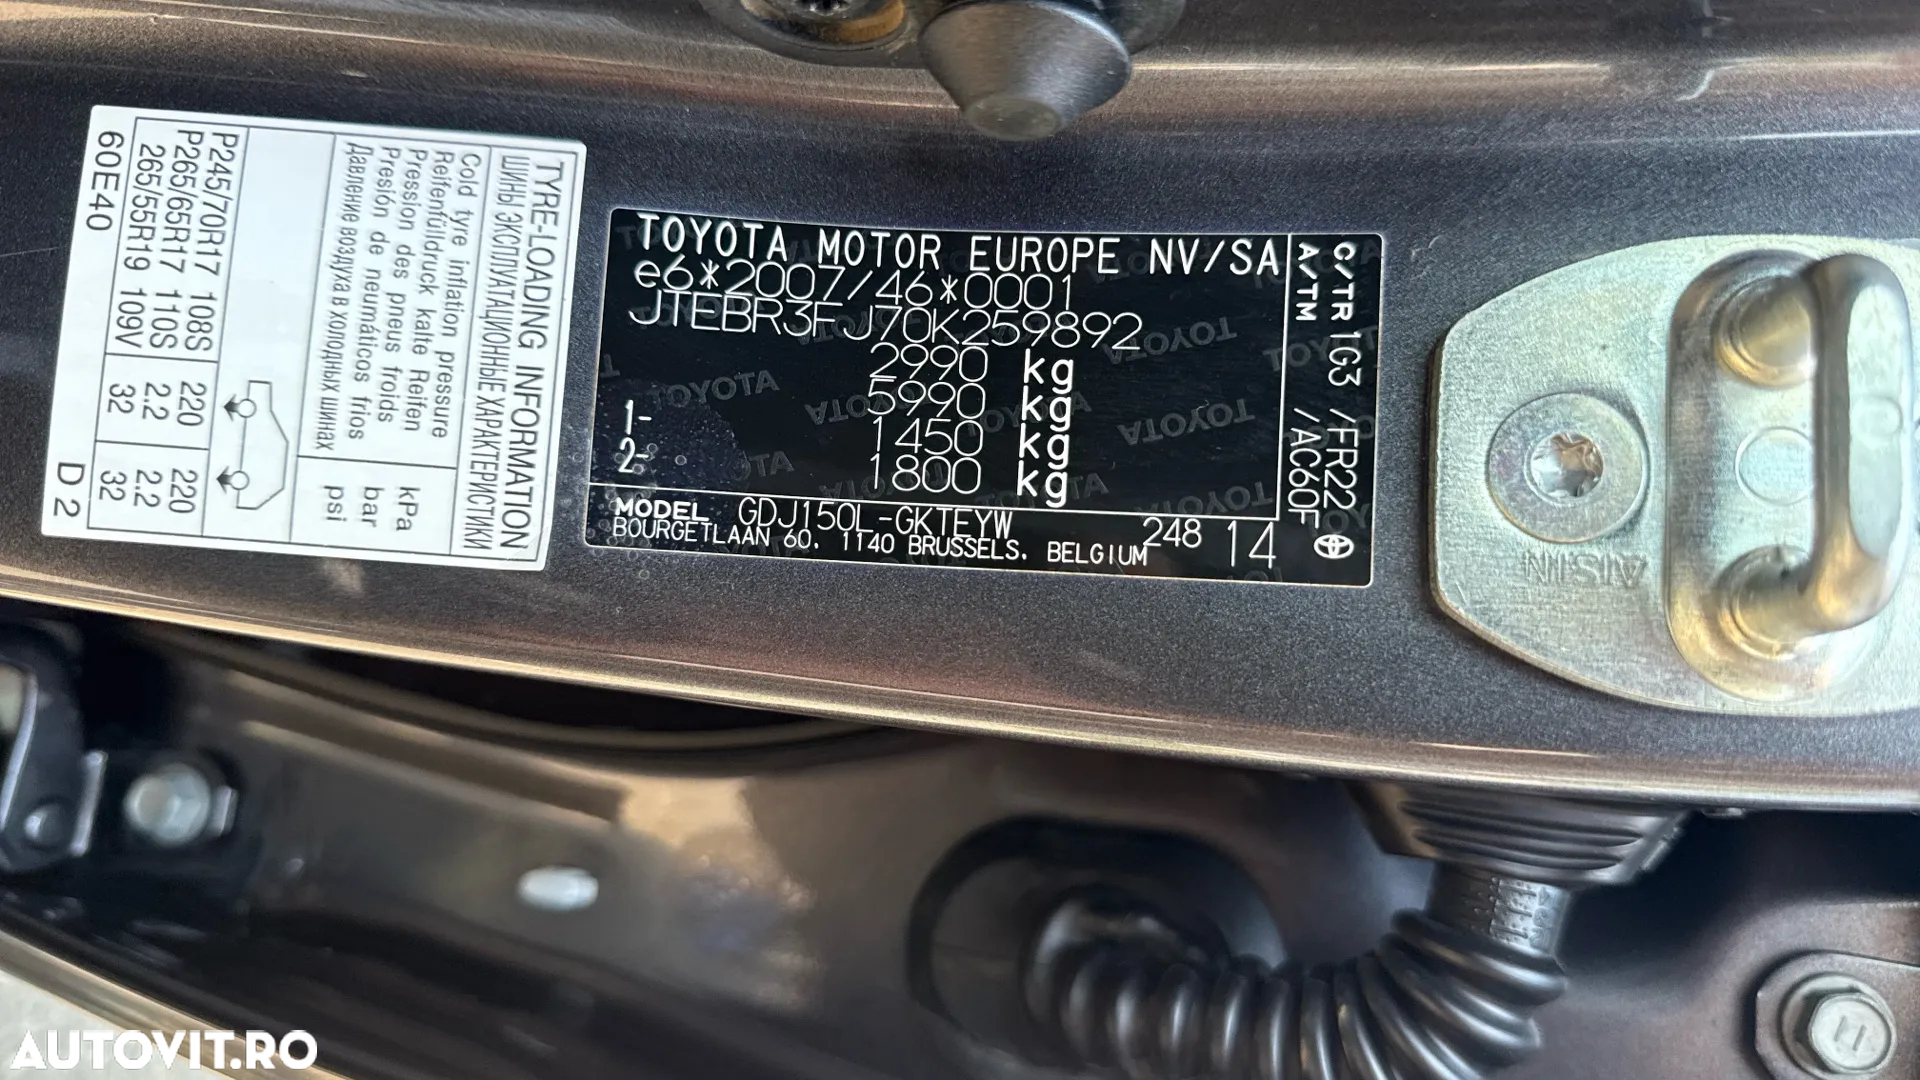 TYRE-LOADING INFORMATION
ШИНЫ ЭКСПЛУАТАЦИОННЫЕ ХАРАКТЕРИСТИКИ
Cold tyre inflation pressure
Reifenfülldruck kalte Reifen
Pression des pneus froids
Presión de neumáticos frios
Давление воздуха в холодных шинах
kPa
bar
psi
P245/70R17 108S 220 220
P265/65R17 110S 2.2 2.2
265/55R19 109V 32 32
60E40 D2
TOYOTA MOTOR EUROPE NV/SA
e6*2007/46*0001
JTEBR3FJ70K259892
2990 kg
5990 kg
1- 1450 kg
2- 1800 kg
MODEL GDJ150L-GKTEYW 248 14
BOURGETLAAN 60, 1140 BRUSSELS, BELGIUM
C/TR 1G3 /FR22
A/TM /AC60F
AISIN
AUTOVIT.RO